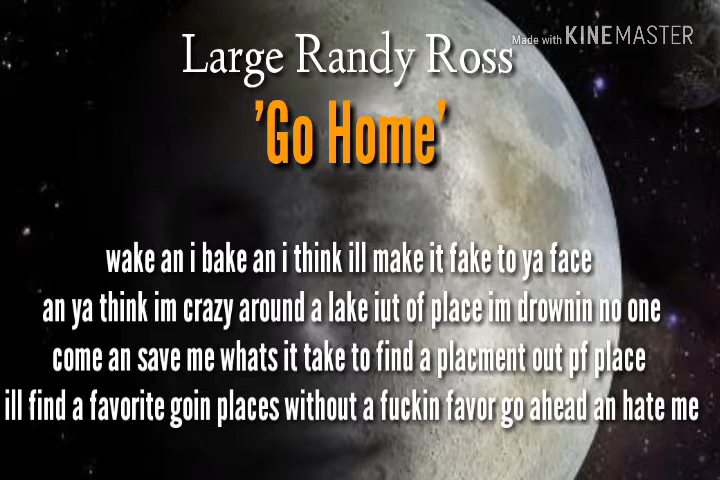 Made with KINEMASTER
Large Randy Ross
'Go Home'
wake an i bake an i think ill make it fake to ya face
an ya think im crazy around a lake iut of place im drownin no one
come an save me whats it take to find a placment out pf place
ill find a favorite goin places without a fuckin favor go ahead an hate me